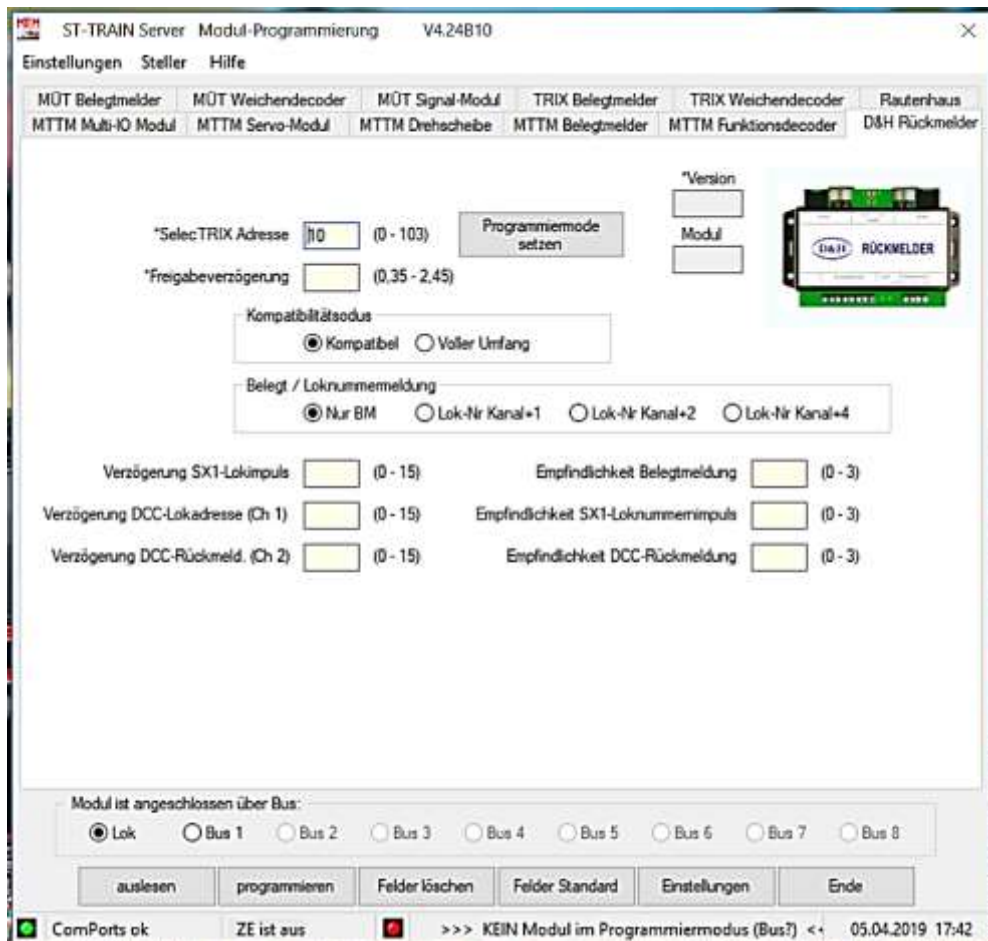 ST-TRAIN Server Modul-Programmierung V4.24B10
Einstellungen Steller Hilfe
MÜT Belegtmelder MÜT Weichendecoder MÜT Signal-Modul TRIX Belegtmelder TRIX Weichendecoder Rautenhaus
MTTM Multi-IO Modul MTTM Servo-Modul MTTM Drehscheibe MTTM Belegtmelder MTTM Funktionsdecoder D&H Rückmelder
*Version
*SelecTRIX Adresse 10 (0 - 103) Programmiermode setzen Modul
D&H RÜCKMELDER
*Freigabeverzögerung (0,35 - 2,45)
Kompatibilitätsodus
Kompatibel Voller Umfang
Belegt / Loknummernmeldung
Nur BM Lok-Nr Kanal+1 Lok-Nr Kanal+2 Lok-Nr Kanal+4
Verzögerung SX1-Lokimpuls (0 - 15) Empfindlichkeit Belegtmeldung (0 - 3)
Verzögerung DCC-Lokadresse (Ch 1) (0 - 15) Empfindlichkeit SX1-Loknummernimpuls (0 - 3)
Verzögerung DCC-Rückmeld. (Ch 2) (0 - 15) Empfindlichkeit DCC-Rückmeldung (0 - 3)
Modul ist angeschlossen über Bus:
Lok Bus 1 Bus 2 Bus 3 Bus 4 Bus 5 Bus 6 Bus 7 Bus 8
auslesen programmieren Felder löschen Felder Standard Einstellungen Ende
ComPorts ok ZE ist aus >>> KEIN Modul im Programmiermodus (Bus?) << 05.04.2019 17:42